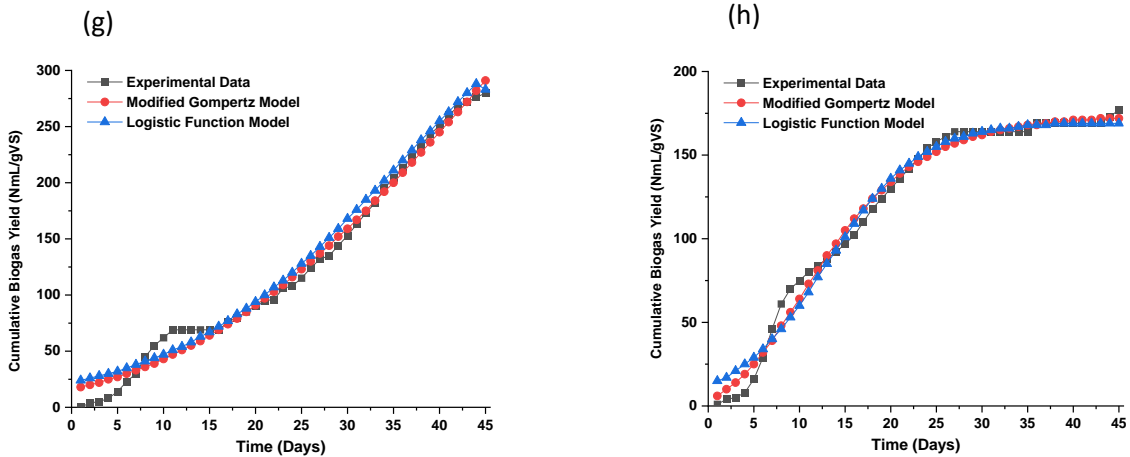 (g)
Cumulative Biogas Yield (NmL/gVS)
300
250
200
150
100
50
0
Experimental Data
Modified Gompertz Model
Logistic Function Model
0 5 10 15 20 25 30 35 40 45
Time (Days)
(h)
Cumulative Biogas Yield (NmL/gVS)
200
150
100
50
0
Experimental Data
Modified Gompertz Model
Logistic Function Model
0 5 10 15 20 25 30 35 40 45
Time (Days)